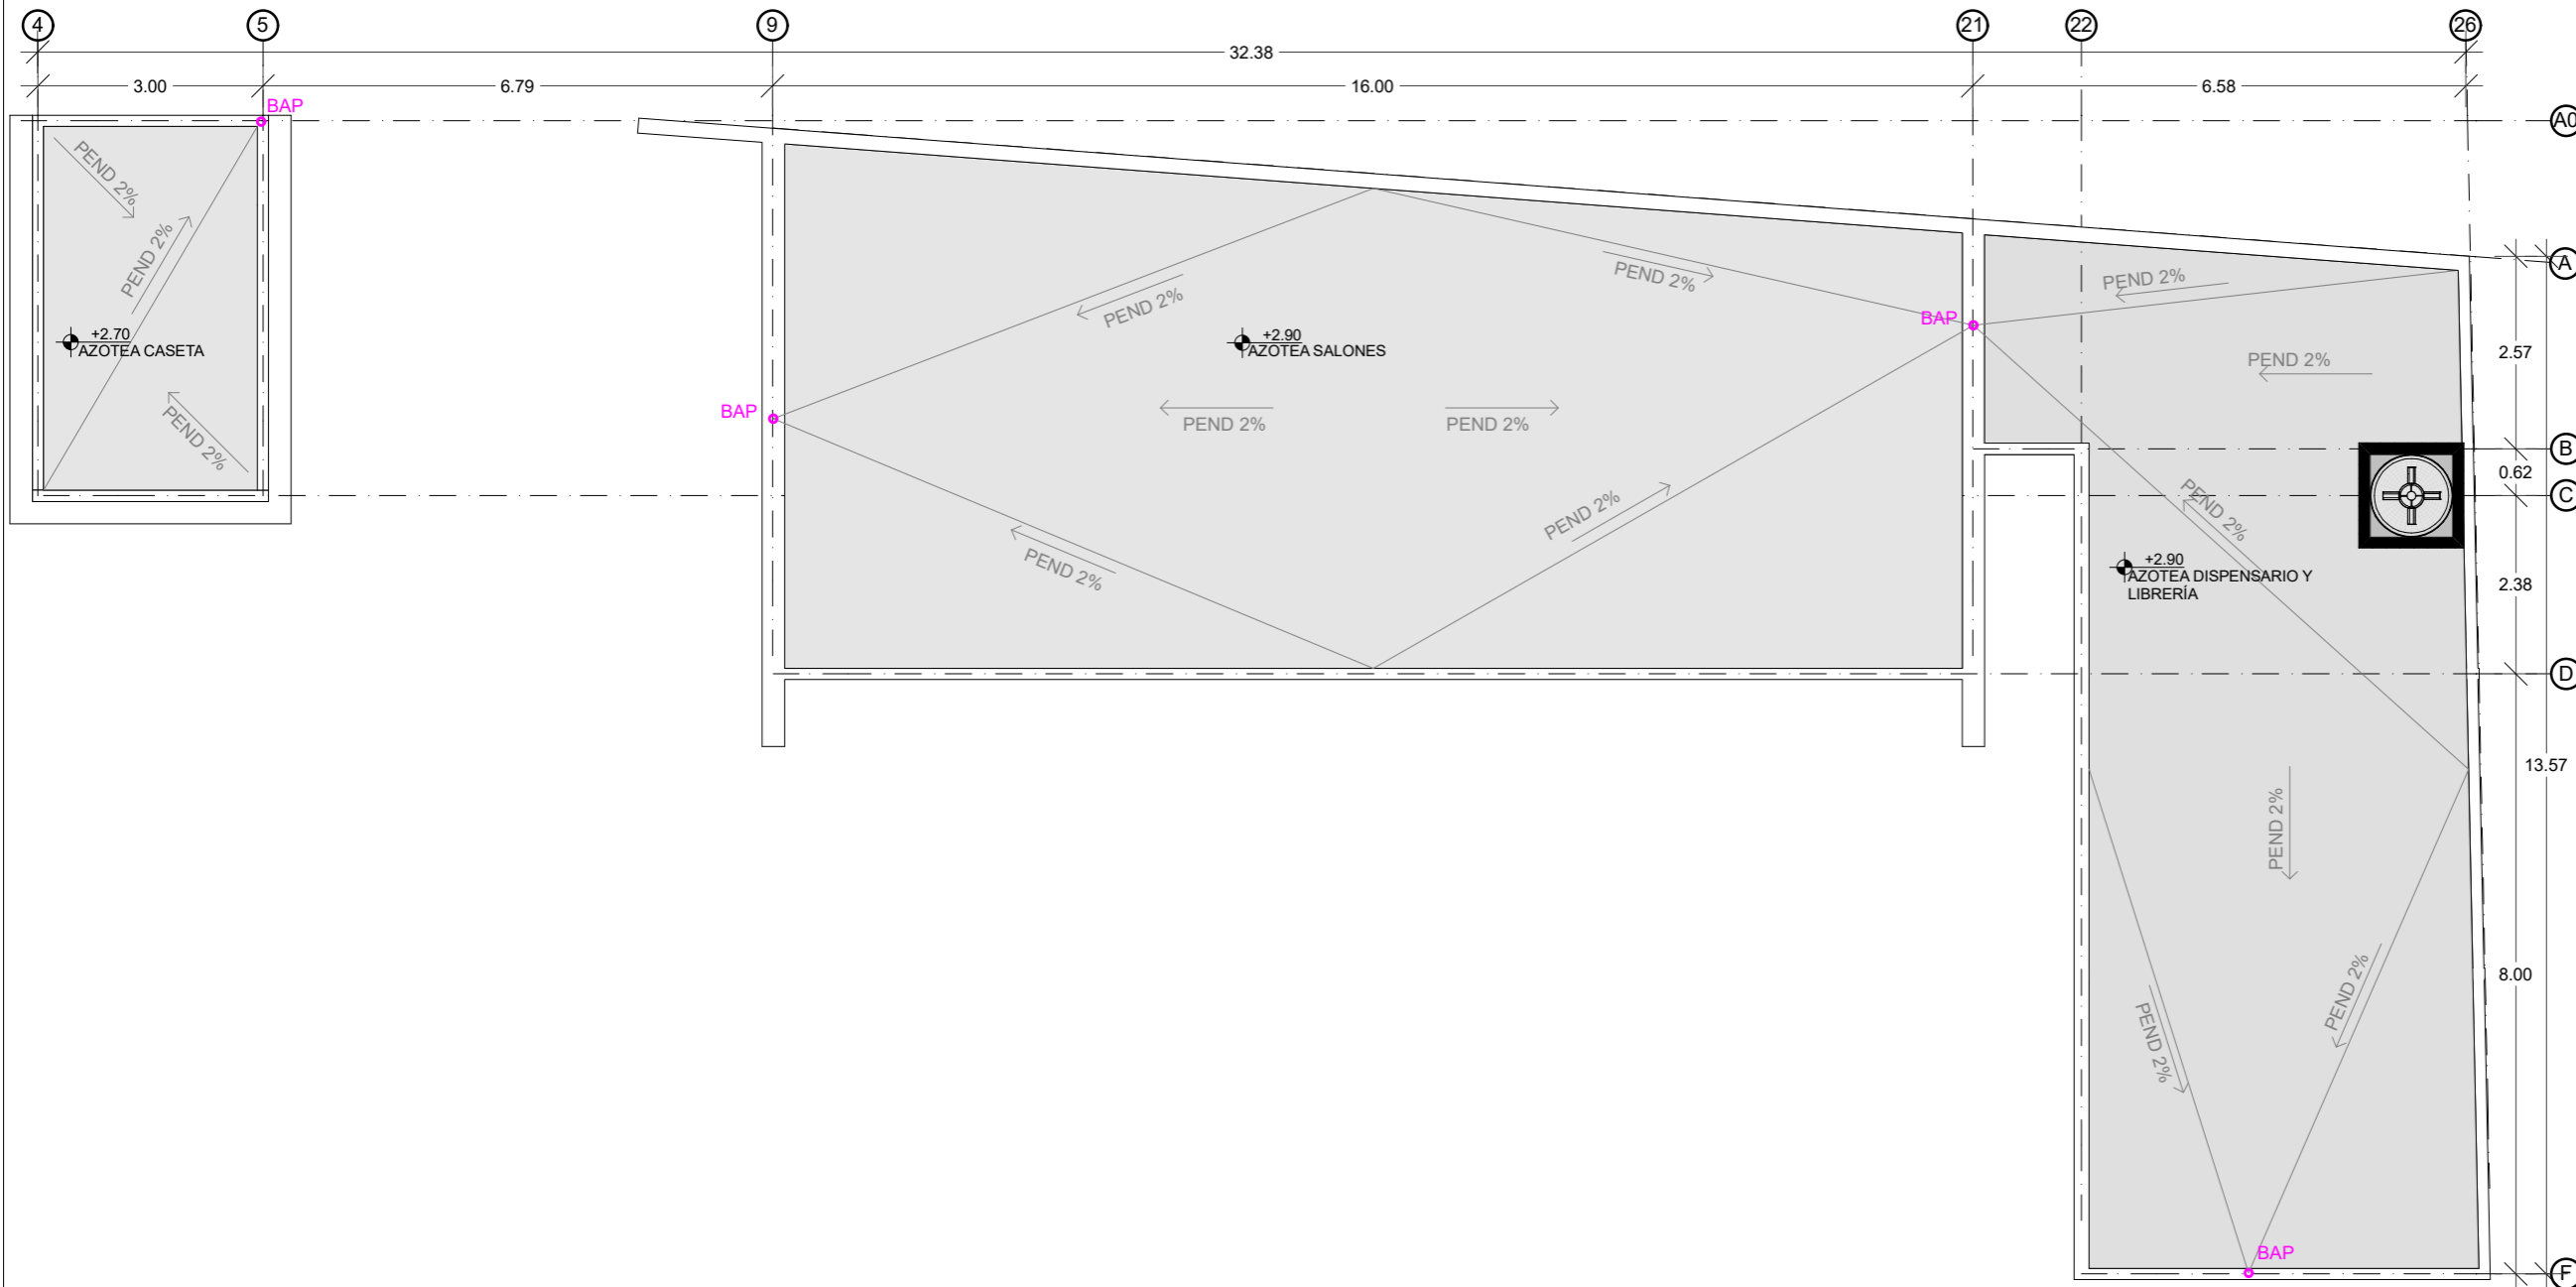 4 5 9 21 22 26
32.38
3.00 6.79 16.00 6.58
BAP
A0
PEND 2%
PEND 2%
+2.70
AZOTEA CASETA
PEND 2%
A
PEND 2%
PEND 2%
PEND 2%
BAP
+2.90
AZOTEA SALONES
2.57
PEND 2%
BAP
PEND 2%
PEND 2%
B
0.62
C
PEND 2%
PEND 2%
PEND 2%
+2.90
AZOTEA DISPENSARIO Y
LIBRERÍA
2.38
D
13.57
PEND 2%
8.00
PEND 2%
PEND 2%
BAP
F